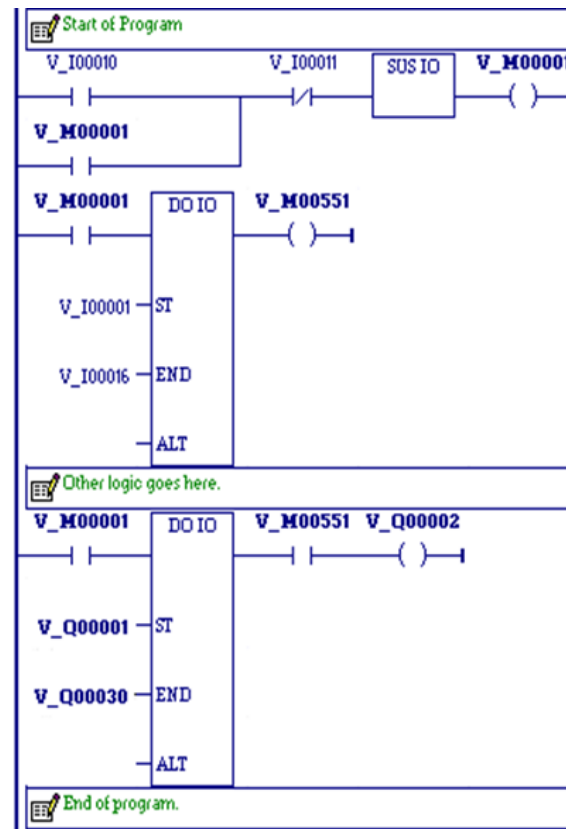 Start of Program
V_I00010 V_I00011 SUS IO V_M00001
V_M00001
V_M00001 DO IO V_M00551
V_I00001 ST
V_I00016 END
ALT
Other logic goes here.
V_M00001 DO IO V_M00551 V_Q00002
V_Q00001 ST
V_Q00030 END
ALT
End of program.